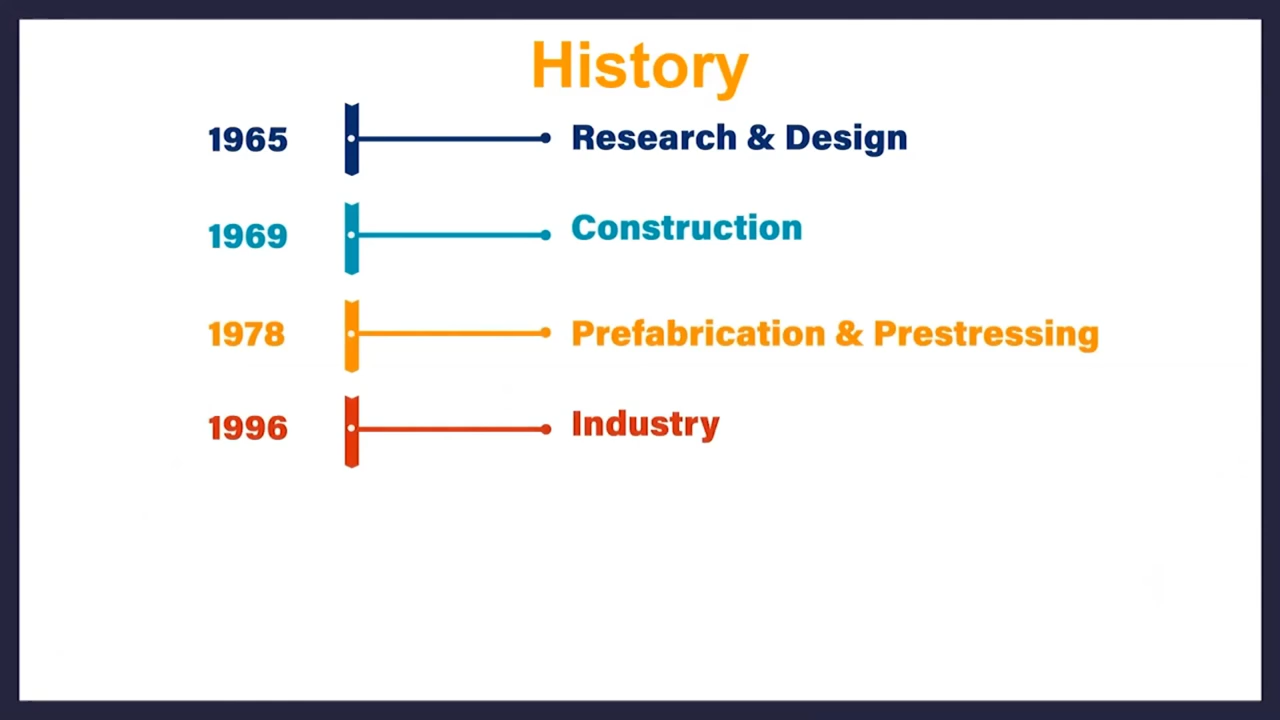 History
1965 Research & Design
1969 Construction
1978 Prefabrication & Prestressing
1996 Industry